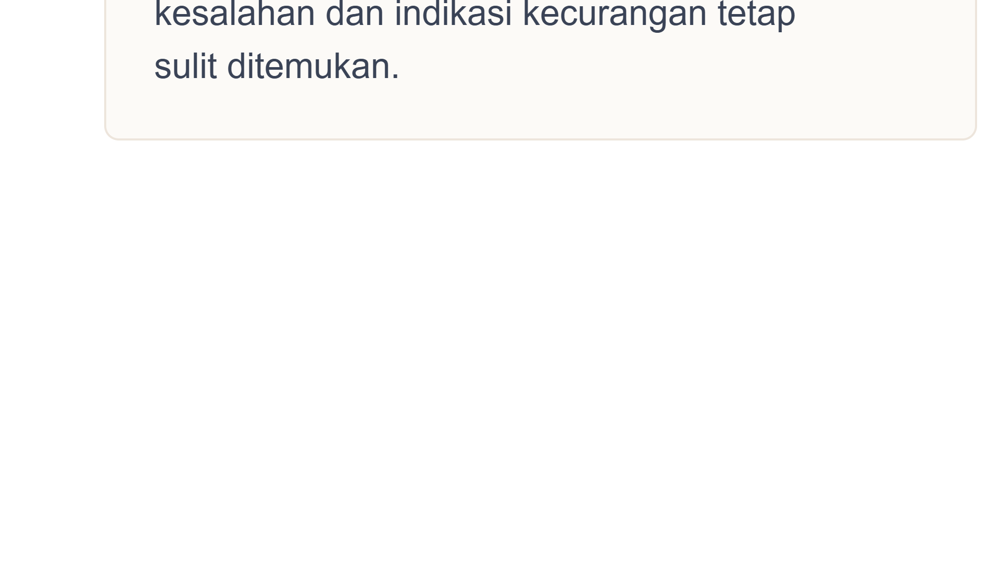 kesalahan dan indikasi kecurangan tetap
sulit ditemukan.